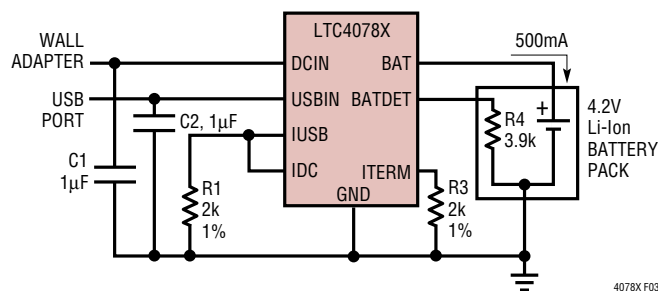 LTC4078X
WALL
ADAPTER
USB
PORT
DCIN
BAT
USBIN
BATDET
IUSB
IDC
ITERM
GND
500mA
C2, 1μF
C1
1μF
R1
2k
1%
R3
2k
1%
R4
3.9k
+
4.2V
Li-Ion
BATTERY
PACK
4078X F03